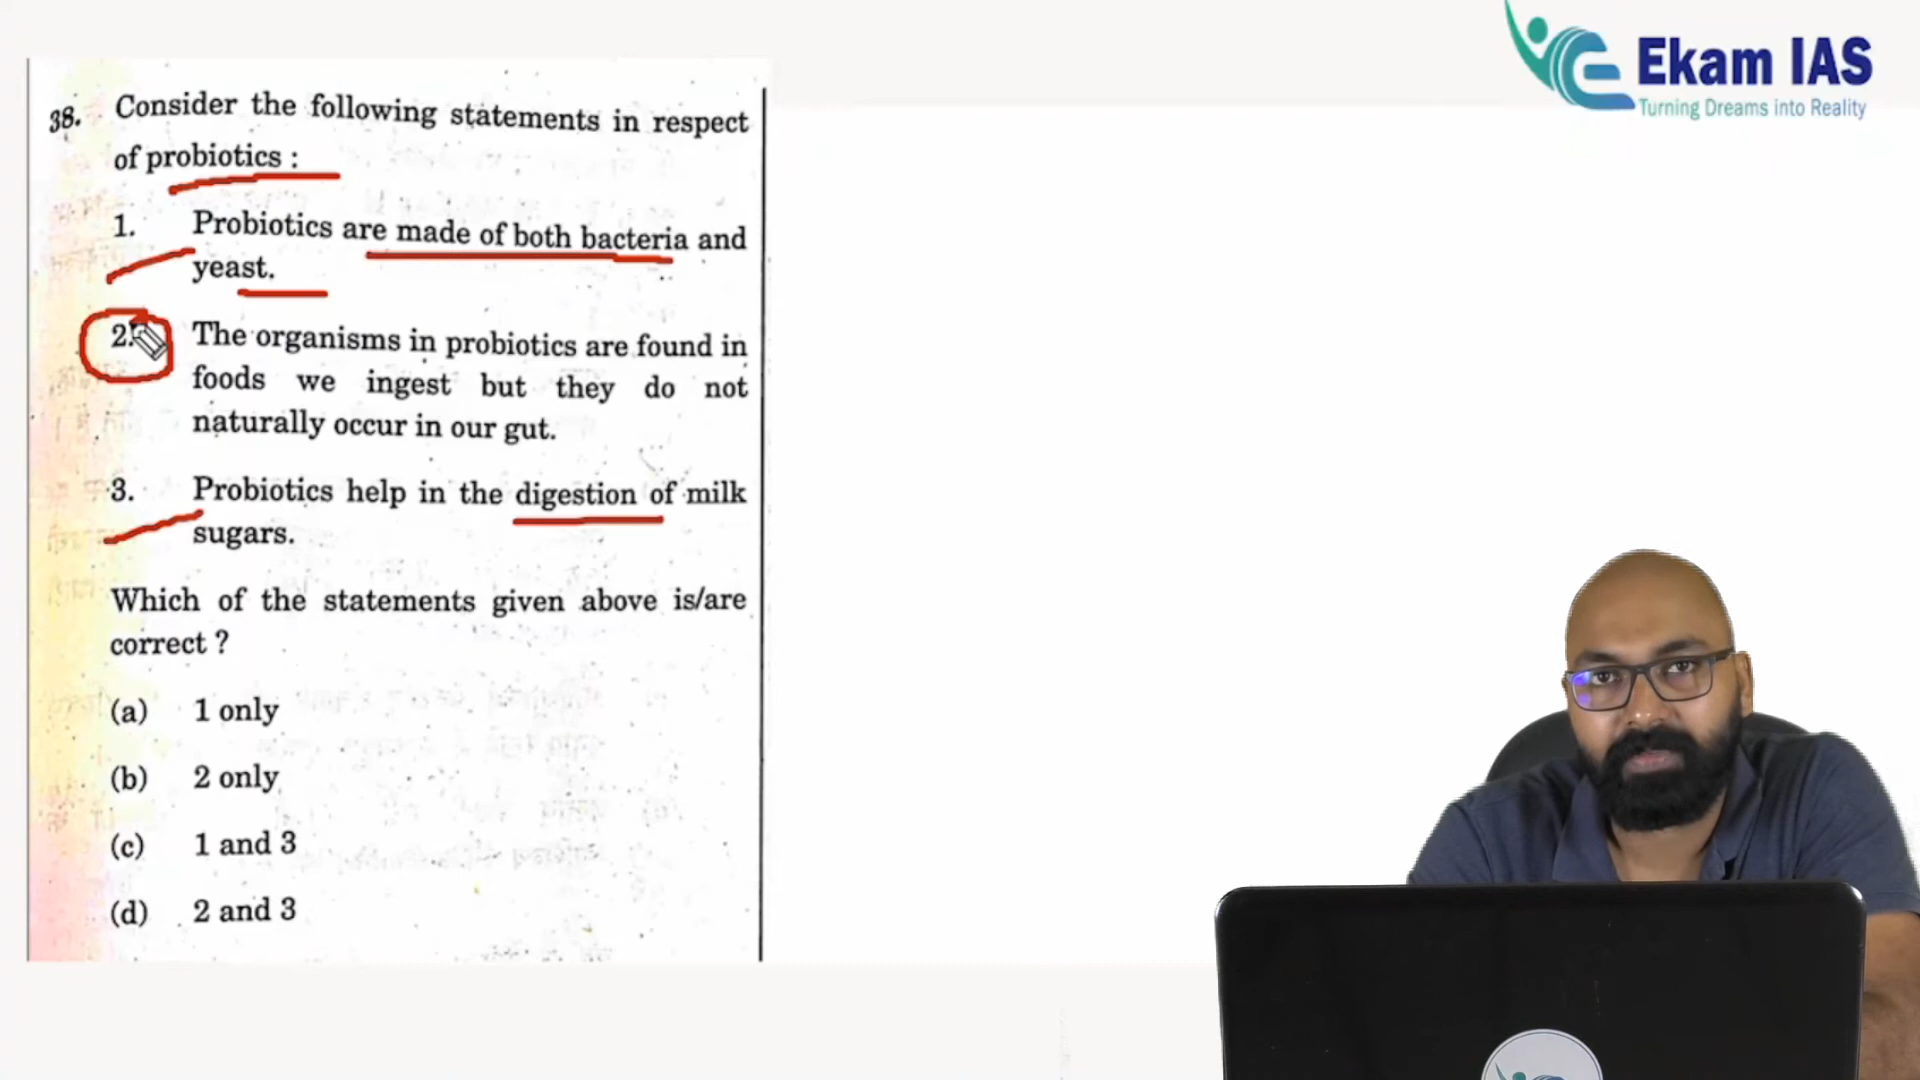 Ekam IAS
Turning Dreams into Reality
38. Consider the following statements in respect
of probiotics :
1. Probiotics are made of both bacteria and
yeast.
2. The organisms in probiotics are found in
foods we ingest but they do not
naturally occur in our gut.
3. Probiotics help in the digestion of milk
sugars.
Which of the statements given above is/are
correct ?
(a) 1 only
(b) 2 only
(c) 1 and 3
(d) 2 and 3